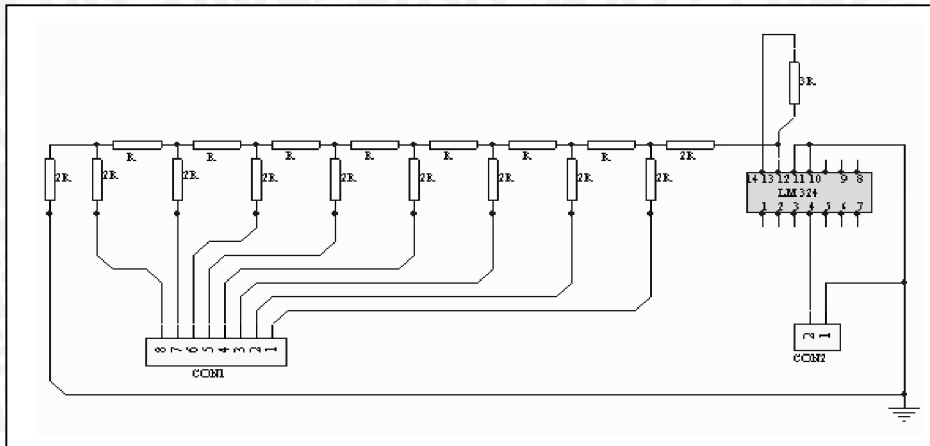 3R
R R R R R R R 2R
2R 2R 2R 2R 2R 2R 2R 2R 2R
14 13 12 11 10 9 8
LM 324
1 2 3 4 5 6 7
8 7 6 5 4 3 2 1
CON1
2 1
CON2